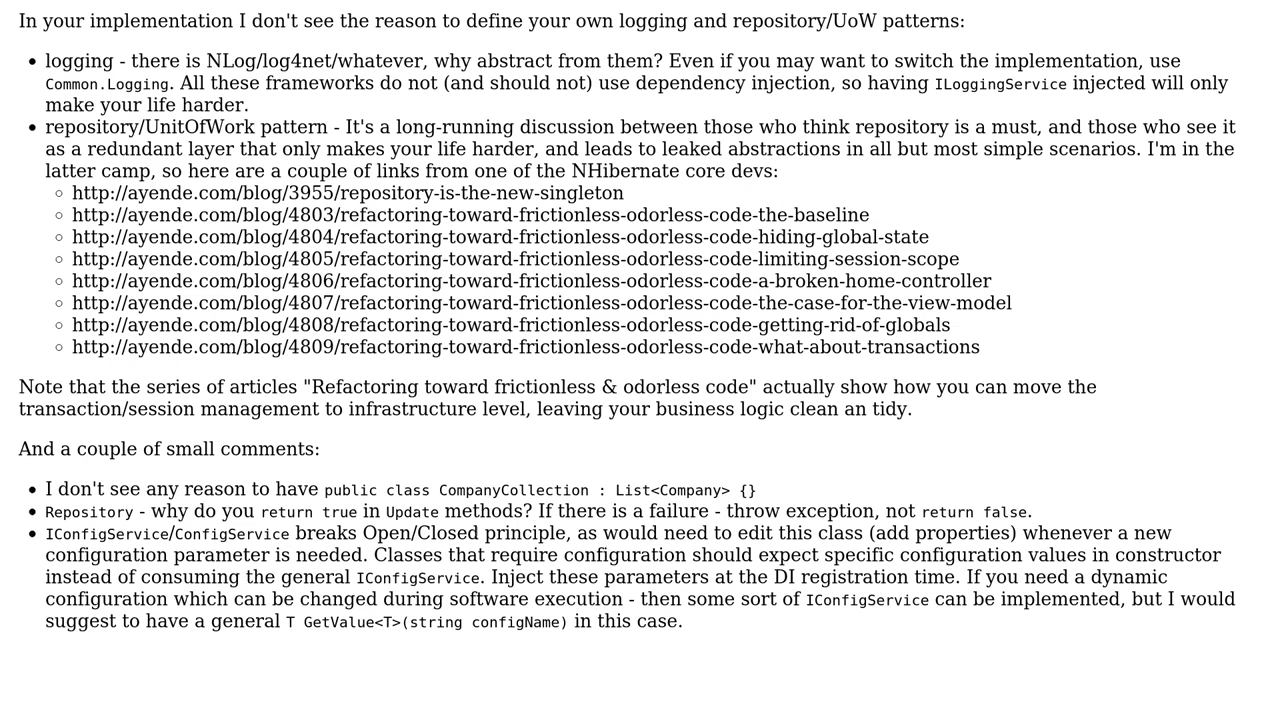 In your implementation I don't see the reason to define your own logging and repository/UoW patterns:
• logging - there is NLog/log4net/whatever, why abstract from them? Even if you may want to switch the implementation, use
Common.Logging. All these frameworks do not (and should not) use dependency injection, so having ILoggingService injected will only
make your life harder.
• repository/UnitOfWork pattern - It's a long-running discussion between those who think repository is a must, and those who see it
as a redundant layer that only makes your life harder, and leads to leaked abstractions in all but most simple scenarios. I'm in the
latter camp, so here are a couple of links from one of the NHibernate core devs:
◦ http://ayende.com/blog/3955/repository-is-the-new-singleton
◦ http://ayende.com/blog/4803/refactoring-toward-frictionless-odorless-code-the-baseline
◦ http://ayende.com/blog/4804/refactoring-toward-frictionless-odorless-code-hiding-global-state
◦ http://ayende.com/blog/4805/refactoring-toward-frictionless-odorless-code-limiting-session-scope
◦ http://ayende.com/blog/4806/refactoring-toward-frictionless-odorless-code-a-broken-home-controller
◦ http://ayende.com/blog/4807/refactoring-toward-frictionless-odorless-code-the-case-for-the-view-model
◦ http://ayende.com/blog/4808/refactoring-toward-frictionless-odorless-code-getting-rid-of-globals
◦ http://ayende.com/blog/4809/refactoring-toward-frictionless-odorless-code-what-about-transactions
Note that the series of articles "Refactoring toward frictionless & odorless code" actually show how you can move the
transaction/session management to infrastructure level, leaving your business logic clean an tidy.
And a couple of small comments:
• I don't see any reason to have public class CompanyCollection : List<Company> {}
• Repository - why do you return true in Update methods? If there is a failure - throw exception, not return false.
• IConfigService/ConfigService breaks Open/Closed principle, as would need to edit this class (add properties) whenever a new
configuration parameter is needed. Classes that require configuration should expect specific configuration values in constructor
instead of consuming the general IConfigService. Inject these parameters at the DI registration time. If you need a dynamic
configuration which can be changed during software execution - then some sort of IConfigService can be implemented, but I would
suggest to have a general T GetValue<T>(string configName) in this case.